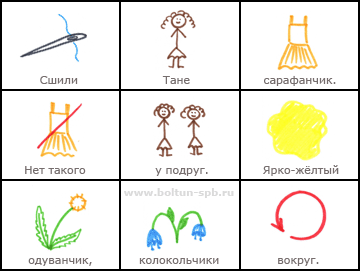 Сшили Тане сарафанчик.
Нет такого у подруг. Ярко-жёлтый
www.boltun-spb.ru
одуванчик, колокольчики вокруг.